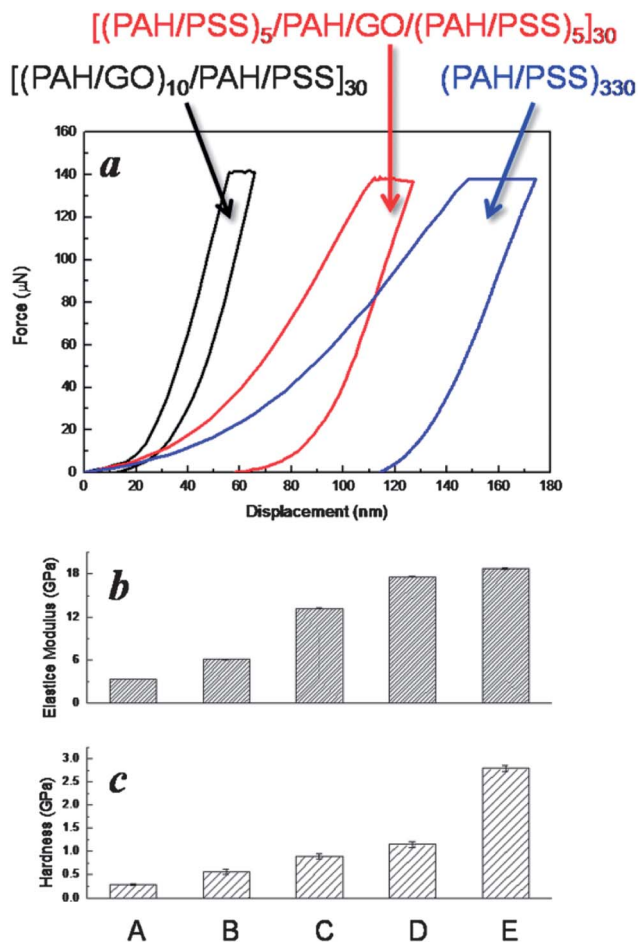 [(PAH/PSS)5/PAH/GO/(PAH/PSS)5]30
[(PAH/GO)10/PAH/PSS]30
(PAH/PSS)330
a
160
140
120
100
80
60
40
20
0
Force (μN)
0 20 40 60 80 100 120 140 160 180
Displacement (nm)
b
18
12
6
0
Elastice Modulus (GPa)
c
3.0
2.5
2.0
1.5
1.0
0.5
0.0
Hardness (GPa)
A B C D E